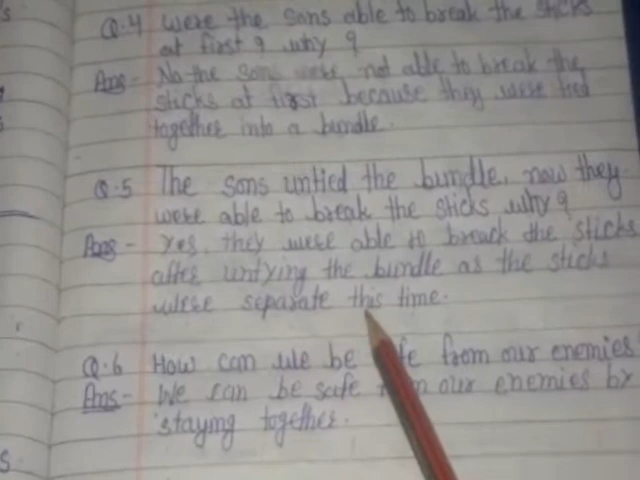 Q.4 Were the sons able to break the sticks
at first ? why ?
Ans - No the sons were not able to break the
sticks at first because they were tied
together into a bundle.
Q.5 The sons untied the bundle, now they
were able to break the sticks why ?
Ans - Yes, they were able to break the sticks
after untying the bundle as the sticks
were separate this time.
Q.6 How can we be from our enemies
Ans - We can be safe our enemies by
staying together.